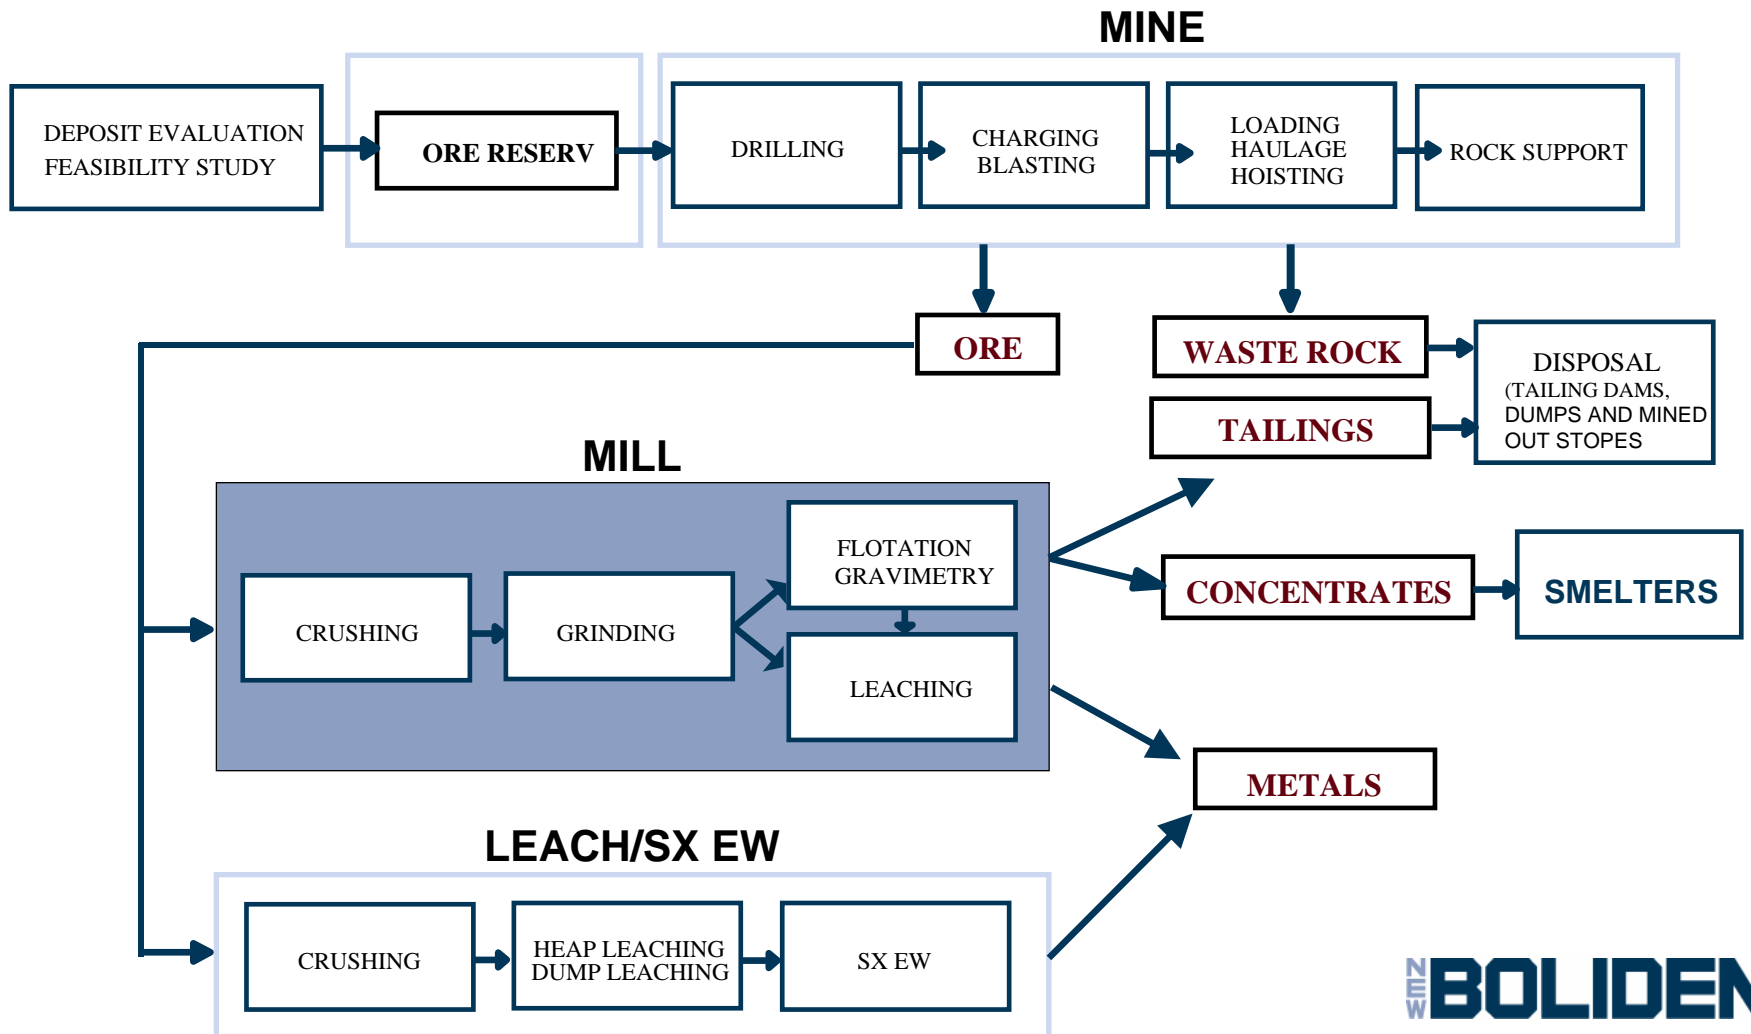 MINE
DEPOSIT EVALUATION
FEASIBILITY STUDY
ORE RESERV
DRILLING
CHARGING
BLASTING
LOADING
HAULAGE
HOISTING
ROCK SUPPORT
ORE
WASTE ROCK
TAILINGS
DISPOSAL
(TAILING DAMS,
DUMPS AND MINED
OUT STOPES
MILL
CRUSHING
GRINDING
FLOTATION
GRAVIMETRY
LEACHING
CONCENTRATES
SMELTERS
METALS
LEACH/SX EW
CRUSHING
HEAP LEACHING
DUMP LEACHING
SX EW
NEW BOLIDEN